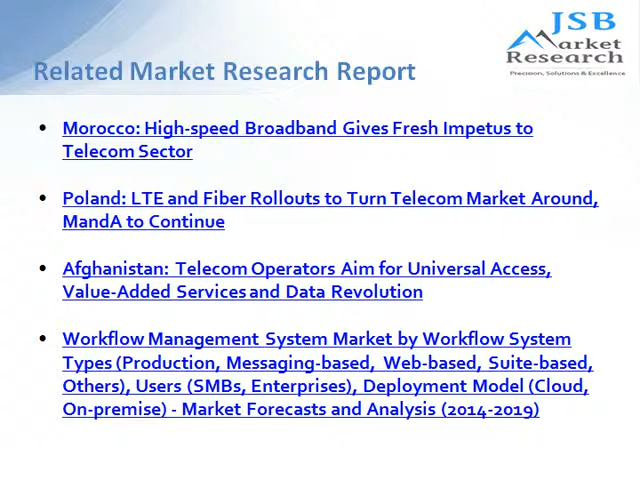 JSB
Market
Research
Precision, Solutions & Excellence
Related Market Research Report
• Morocco: High-speed Broadband Gives Fresh Impetus to
Telecom Sector
• Poland: LTE and Fiber Rollouts to Turn Telecom Market Around,
MandA to Continue
• Afghanistan: Telecom Operators Aim for Universal Access,
Value-Added Services and Data Revolution
• Workflow Management System Market by Workflow System
Types (Production, Messaging-based, Web-based, Suite-based,
Others), Users (SMBs, Enterprises), Deployment Model (Cloud,
On-premise) - Market Forecasts and Analysis (2014-2019)